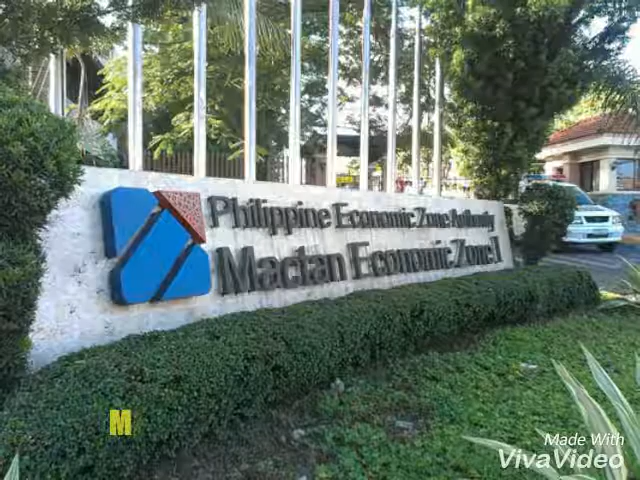 Philippine Economic Zone Authority
Mactan Economic Zone-I
M
Made With
VivaVideo